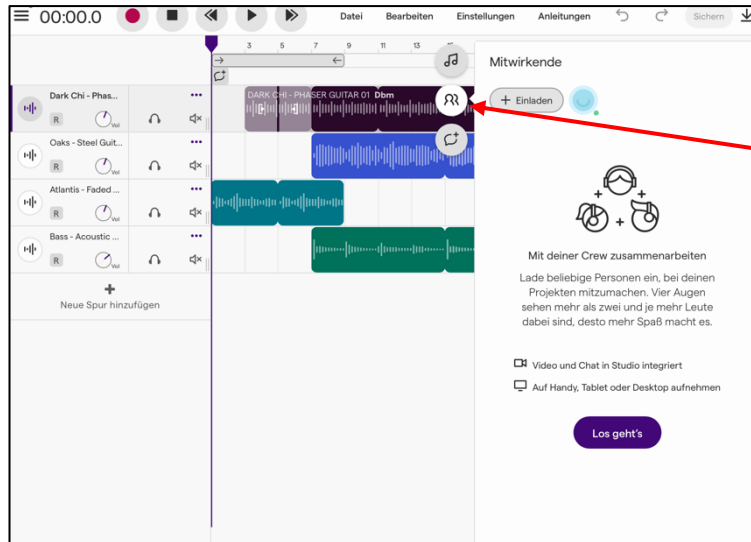 00:00.0 Datei Bearbeiten Einstellungen Anleitungen Sichern
3 5 7 9 11 13
Mitwirkende
+ Einladen
Dark Chi - Phas...
R Vol
DARK CHI - PHASER GUITAR 01 Dbm
Oaks - Steel Guit...
R Vol
Atlantis - Faded ...
R Vol
Bass - Acoustic ...
R Vol
+
Neue Spur hinzufügen
Mit deiner Crew zusammenarbeiten
Lade beliebige Personen ein, bei deinen
Projekten mitzumachen. Vier Augen
sehen mehr als zwei und je mehr Leute
dabei sind, desto mehr Spaß macht es.
Video und Chat in Studio integriert
Auf Handy, Tablet oder Desktop aufnehmen
Los geht's